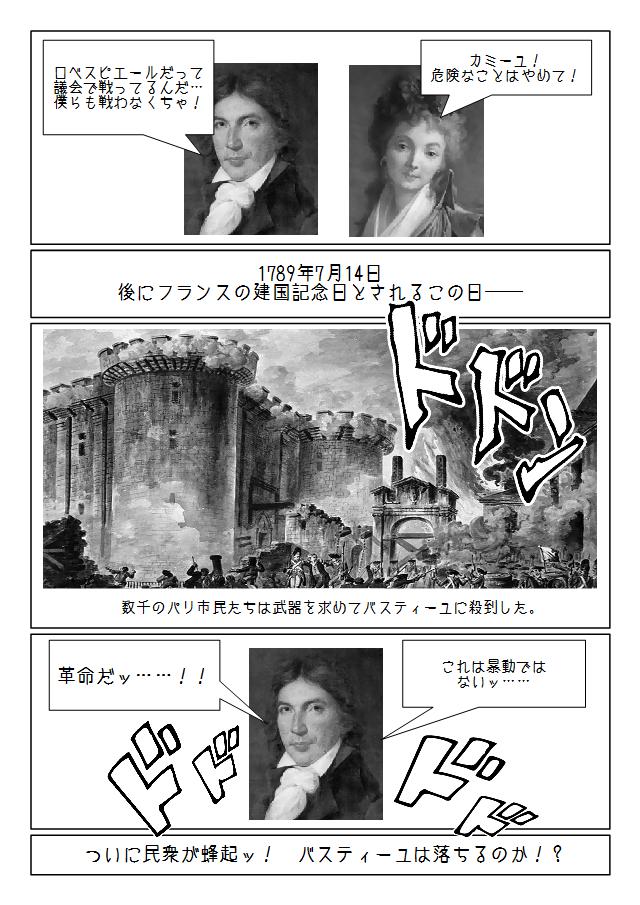 ロベスピエールだって
議会で戦ってるんだ…
僕らも戦わなくちゃ！
カミーユ！
危険なことはやめて！
1789年7月14日
後にフランスの建国記念日とされるこの日――
ドドン
数千のパリ市民たちは武器を求めてバスティーユに殺到した。
革命だッ……！！
これは暴動では
ないッ……
ドド
ドド
ついに民衆が蜂起ッ！　バスティーユは落ちるのか！？